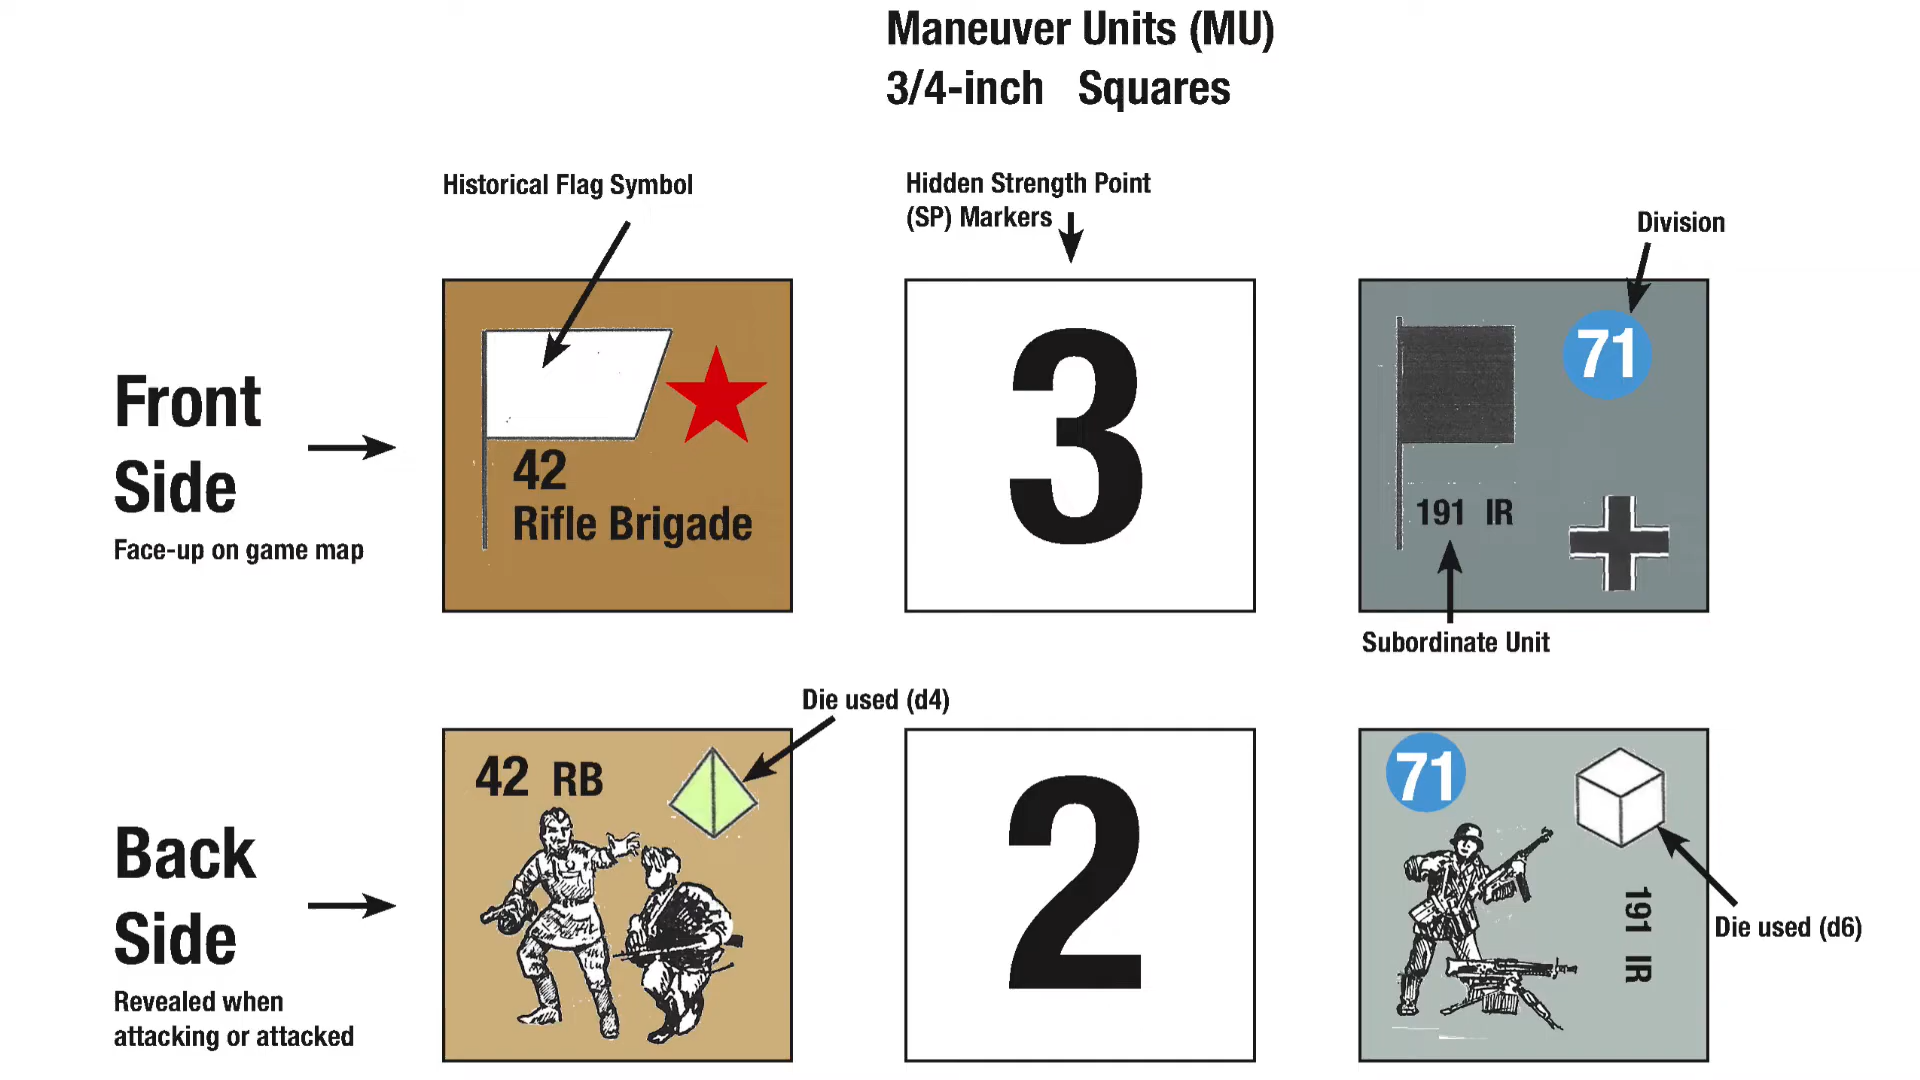 Maneuver Units (MU)
3/4-inch Squares
Historical Flag Symbol
Hidden Strength Point
(SP) Markers
Division
Front
Side
Face-up on game map
42
Rifle Brigade
3
71
191 IR
Subordinate Unit
Die used (d4)
Back
Side
Revealed when
attacking or attacked
42 RB
2
71
191 IR
Die used (d6)